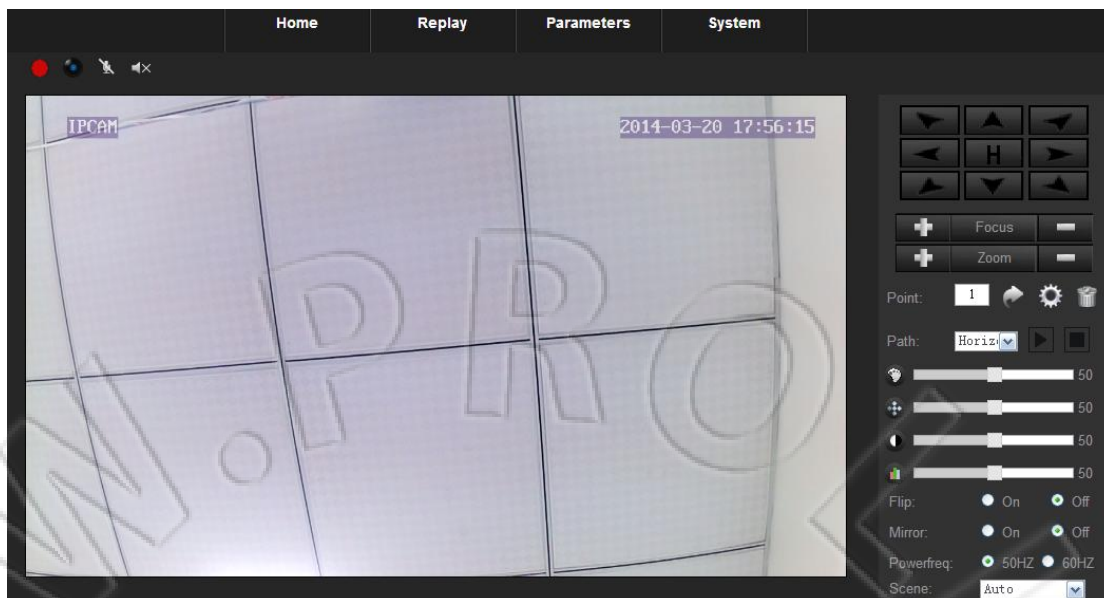 Home Replay Parameters System
IPCAM 2014-03-20 17:56:15
H
Focus
Zoom
Point: 1
Path: Horiz
50
50
50
50
Flip: On Off
Mirror: On Off
Powerfreq: 50HZ 60HZ
Scene: Auto
W.PRO